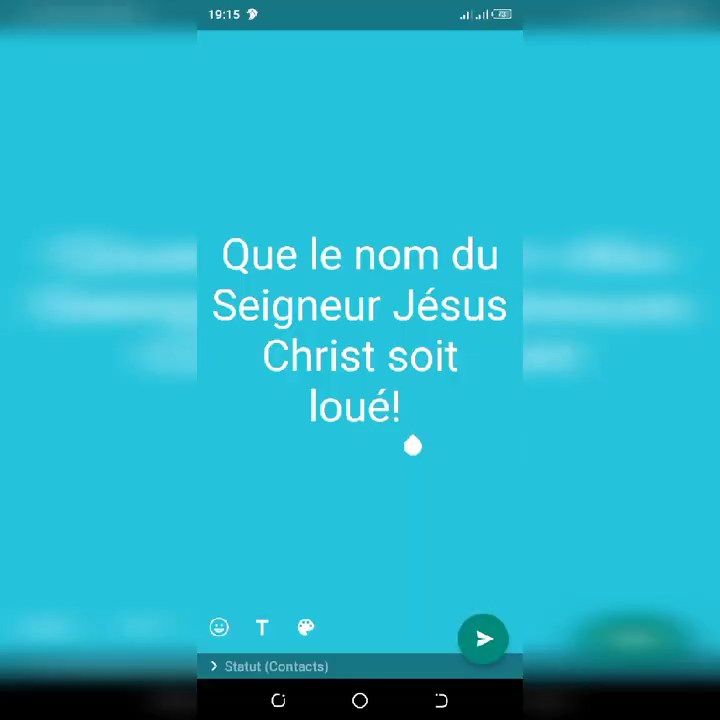 19:15
Que le nom du
Seigneur Jésus
Christ soit
loué!
T
Statut (Contacts)